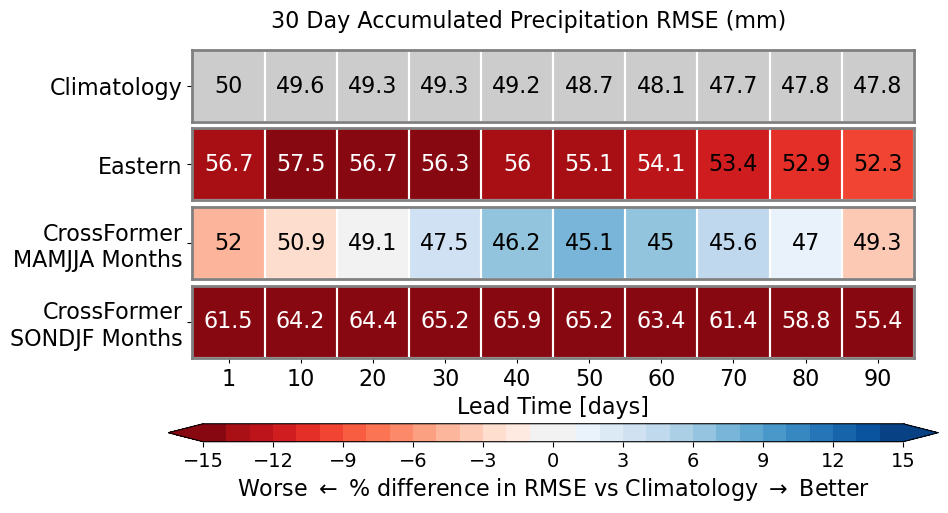 30 Day Accumulated Precipitation RMSE (mm)
Climatology 50 49.6 49.3 49.3 49.2 48.7 48.1 47.7 47.8 47.8
Eastern 56.7 57.5 56.7 56.3 56 55.1 54.1 53.4 52.9 52.3
CrossFormer
MAMJJA Months 52 50.9 49.1 47.5 46.2 45.1 45 45.6 47 49.3
CrossFormer
SONDJF Months 61.5 64.2 64.4 65.2 65.9 65.2 63.4 61.4 58.8 55.4
1 10 20 30 40 50 60 70 80 90
Lead Time [days]
−15 −12 −9 −6 −3 0 3 6 9 12 15
Worse ← % difference in RMSE vs Climatology → Better